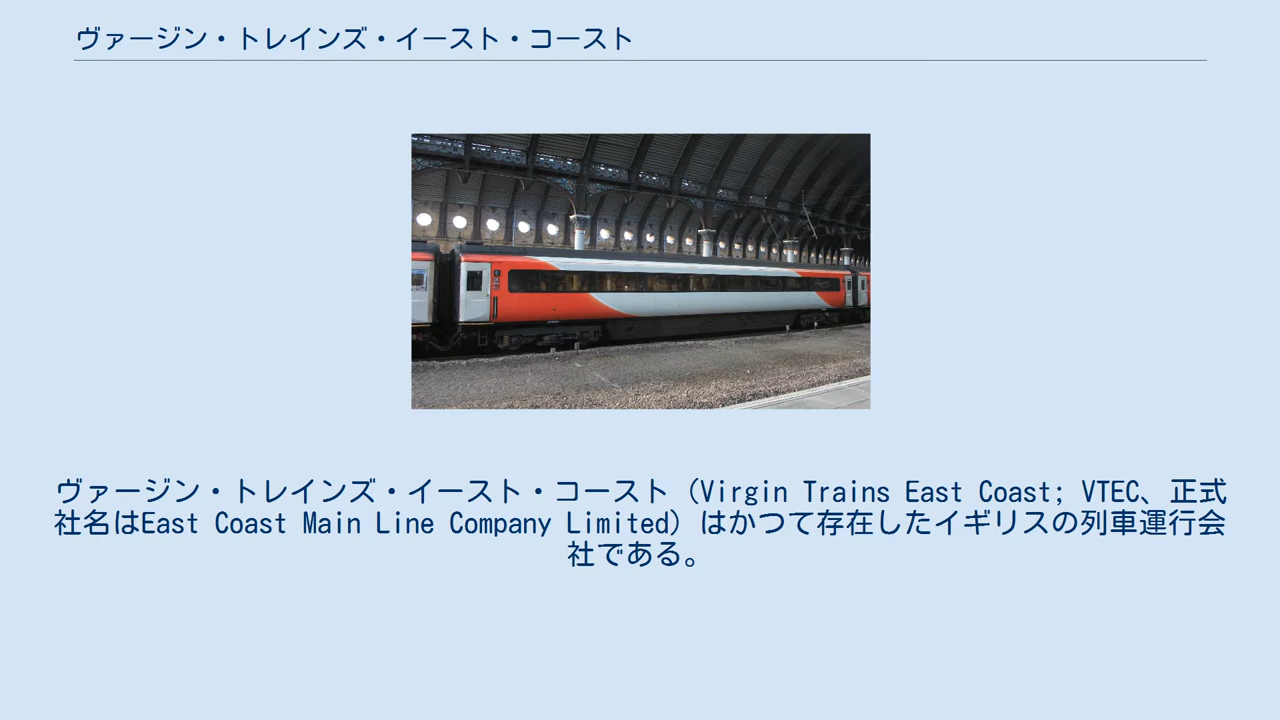 ヴァージン・トレインズ・イースト・コースト
ヴァージン・トレインズ・イースト・コースト（Virgin Trains East Coast; VTEC、正式
社名はEast Coast Main Line Company Limited）はかつて存在したイギリスの列車運行会
社である。